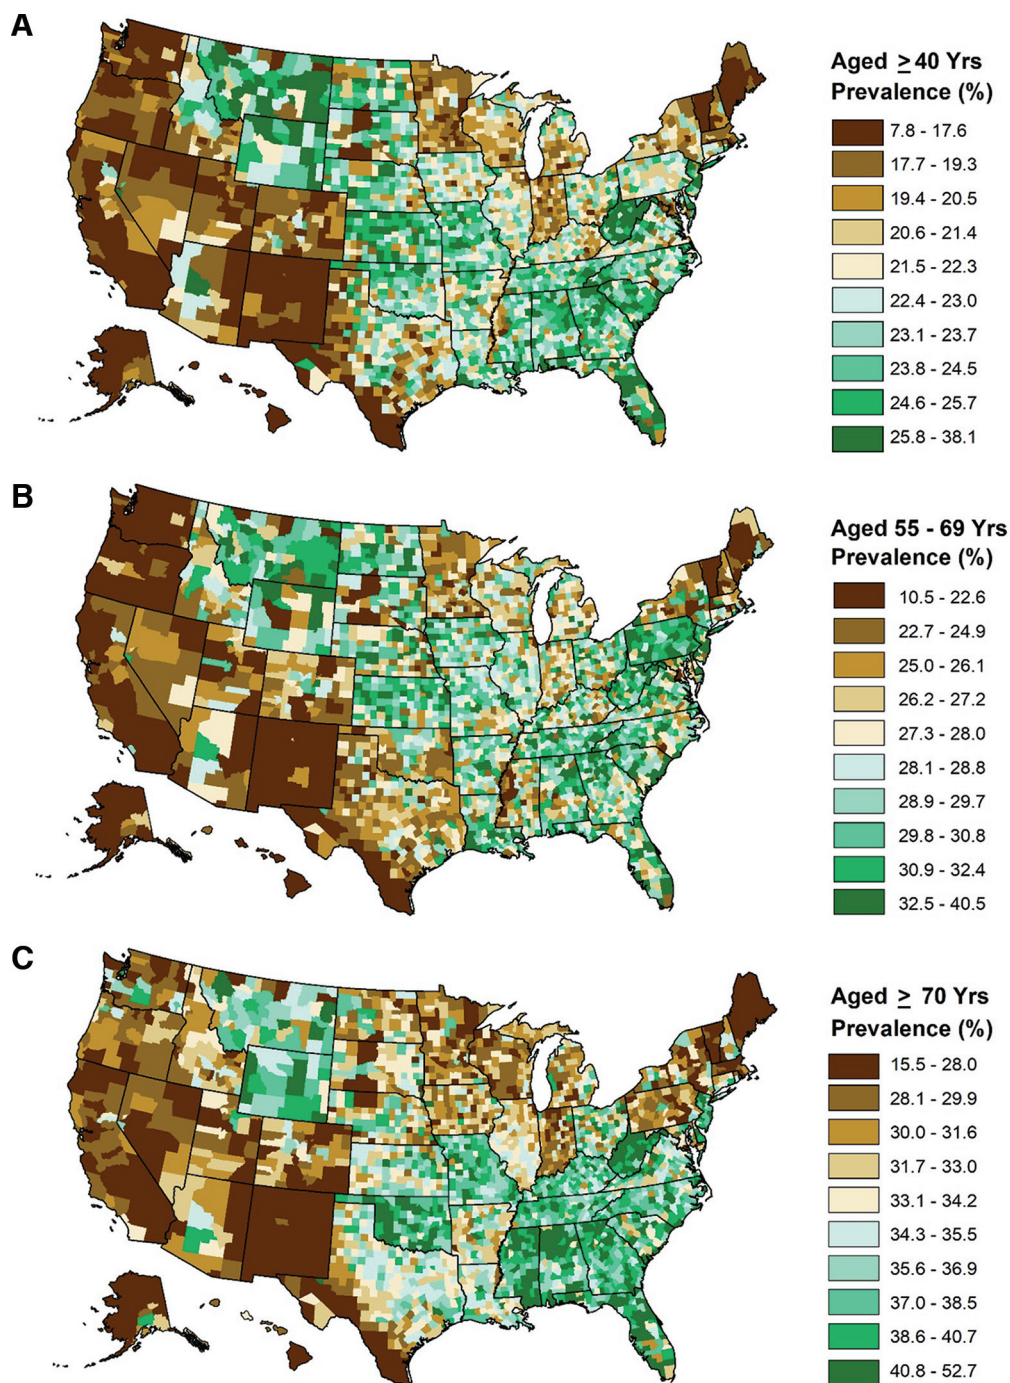 A
Aged ≥ 40 Yrs
Prevalence (%)
7.8 - 17.6
17.7 - 19.3
19.4 - 20.5
20.6 - 21.4
21.5 - 22.3
22.4 - 23.0
23.1 - 23.7
23.8 - 24.5
24.6 - 25.7
25.8 - 38.1
B
Aged 55 - 69 Yrs
Prevalence (%)
10.5 - 22.6
22.7 - 24.9
25.0 - 26.1
26.2 - 27.2
27.3 - 28.0
28.1 - 28.8
28.9 - 29.7
29.8 - 30.8
30.9 - 32.4
32.5 - 40.5
C
Aged ≥ 70 Yrs
Prevalence (%)
15.5 - 28.0
28.1 - 29.9
30.0 - 31.6
31.7 - 33.0
33.1 - 34.2
34.3 - 35.5
35.6 - 36.9
37.0 - 38.5
38.6 - 40.7
40.8 - 52.7